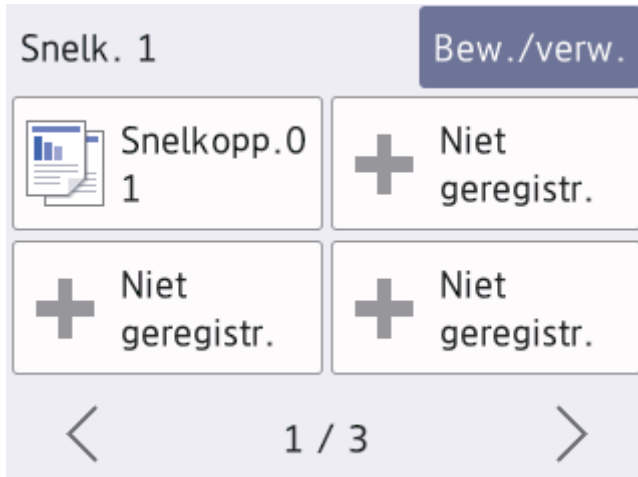 Snelk. 1
Bew./verw.
Snelkopp.0
1
Niet
geregistr.
Niet
geregistr.
Niet
geregistr.
1 / 3